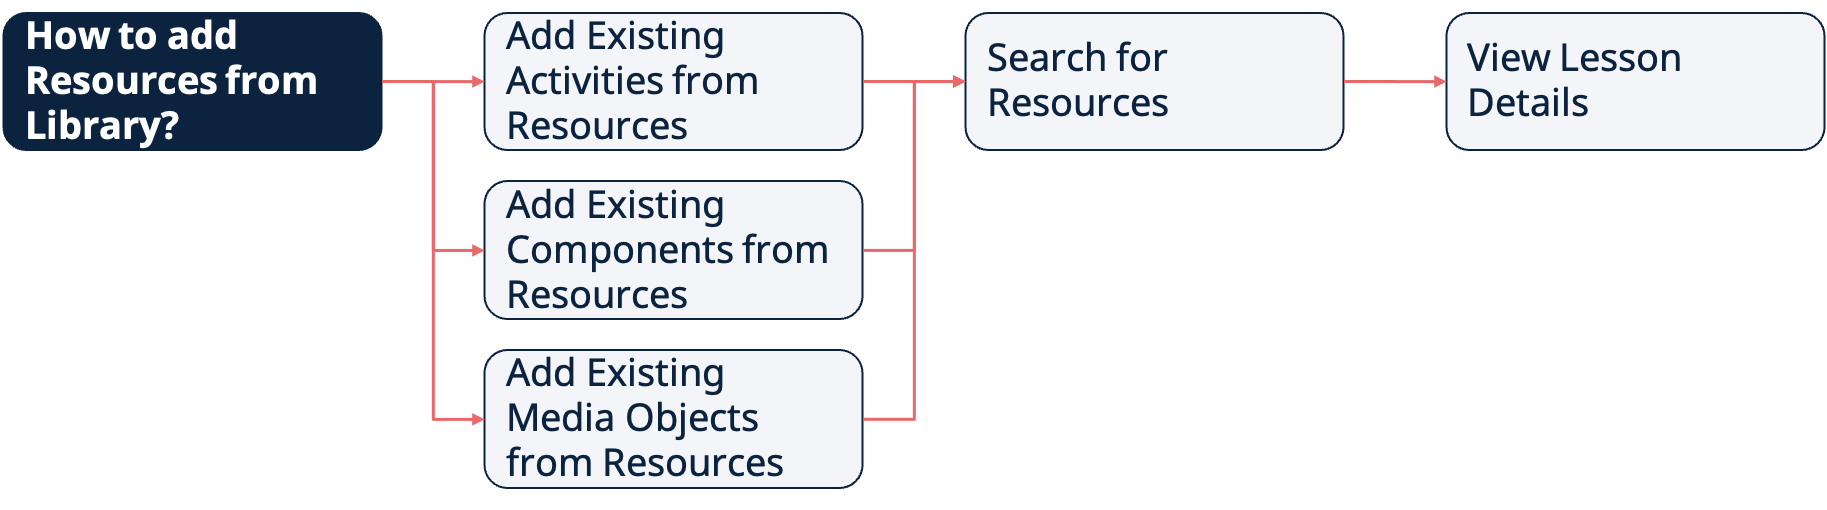 How to add
Resources from
Library?
Add Existing
Activities from
Resources
Search for
Resources
View Lesson
Details
Add Existing
Components from
Resources
Add Existing
Media Objects
from Resources